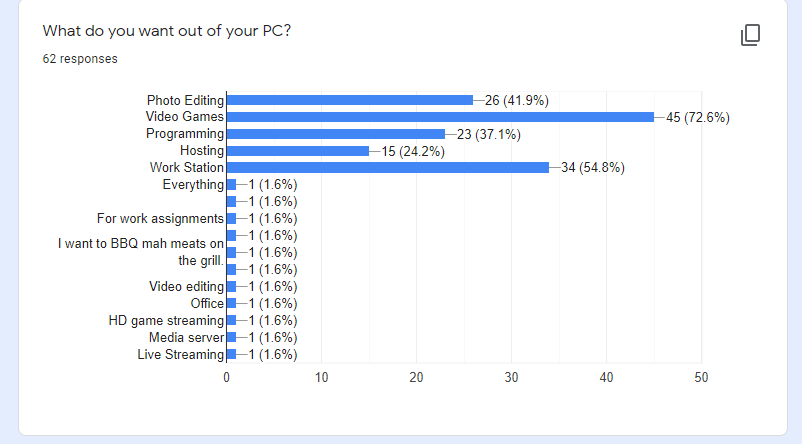 What do you want out of your PC?
62 responses
Photo Editing 26 (41.9%)
Video Games 45 (72.6%)
Programming 23 (37.1%)
Hosting 15 (24.2%)
Work Station 34 (54.8%)
Everything 1 (1.6%)
1 (1.6%)
For work assignments 1 (1.6%)
1 (1.6%)
I want to BBQ mah meats on
1 (1.6%)
the grill.
1 (1.6%)
Video editing 1 (1.6%)
Office 1 (1.6%)
HD game streaming 1 (1.6%)
Media server 1 (1.6%)
Live Streaming 1 (1.6%)
0 10 20 30 40 50